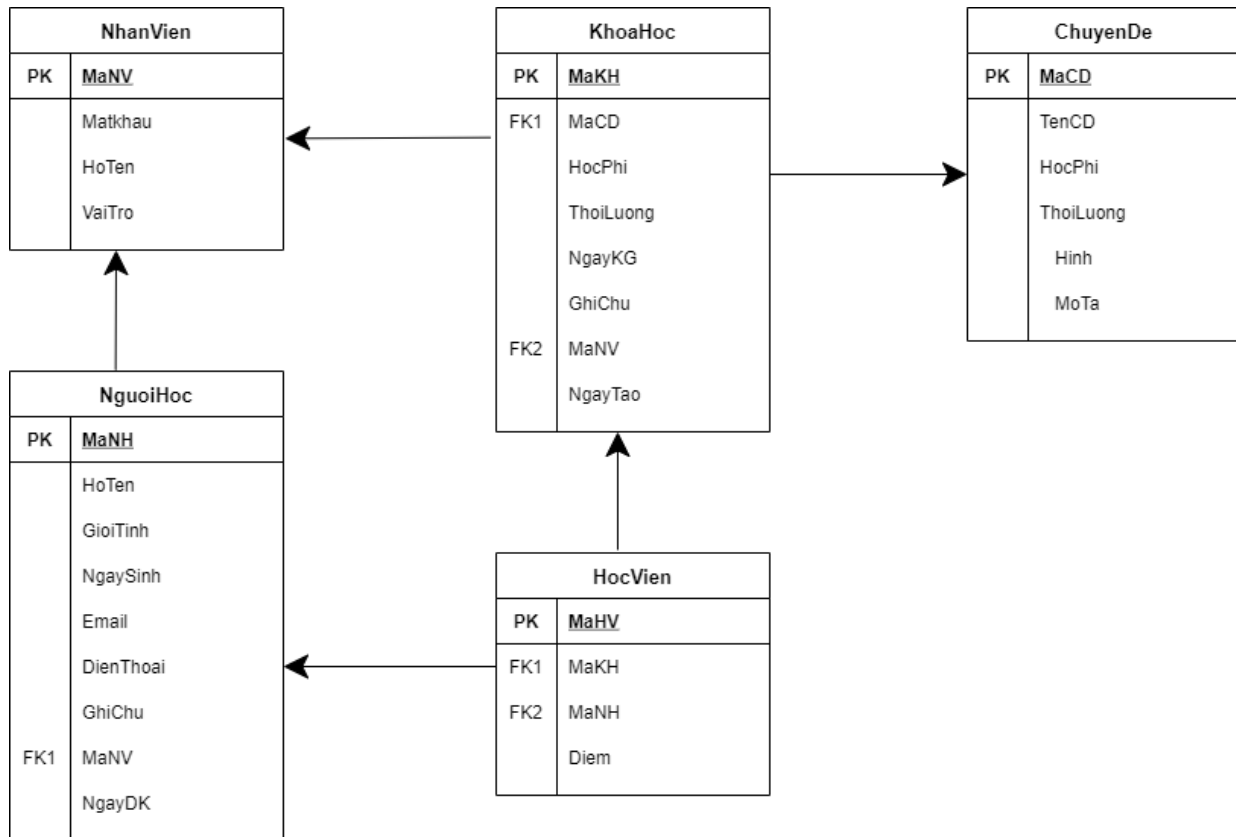 NhanVien
PK MaNV
Matkhau
HoTen
VaiTro
KhoaHoc
PK MaKH
FK1 MaCD
HocPhi
ThoiLuong
NgayKG
GhiChu
FK2 MaNV
NgayTao
ChuyenDe
PK MaCD
TenCD
HocPhi
ThoiLuong
Hinh
MoTa
NguoiHoc
PK MaNH
HoTen
GioiTinh
NgaySinh
Email
DienThoai
GhiChu
FK1 MaNV
NgayDK
HocVien
PK MaHV
FK1 MaKH
FK2 MaNH
Diem